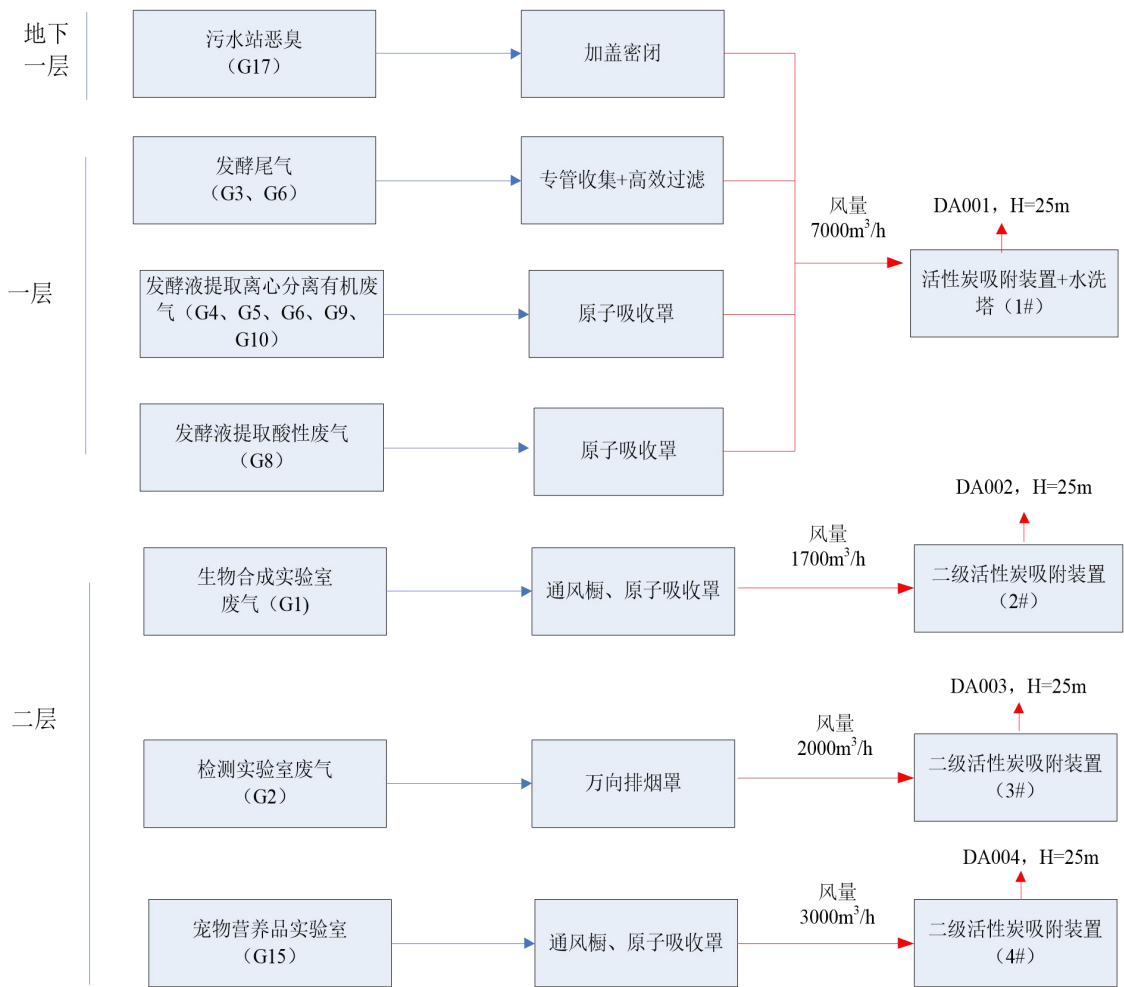 地下
一层
污水站恶臭
（G17）
加盖密闭
发酵尾气
（G3、G6）
专管收集+高效过滤
一层
发酵液提取离心分离有机废
气（G4、G5、G6、G9、
G10）
原子吸收罩
发酵液提取酸性废气
（G8）
原子吸收罩
风量
7000m³/h
DA001，H=25m
活性炭吸附装置+水洗
塔（1#）
二层
生物合成实验室
废气（G1)
通风橱、原子吸收罩
风量
1700m³/h
DA002，H=25m
二级活性炭吸附装置
（2#）
检测实验室废气
（G2）
万向排烟罩
风量
2000m³/h
DA003，H=25m
二级活性炭吸附装置
（3#）
宠物营养品实验室
（G15）
通风橱、原子吸收罩
风量
3000m³/h
DA004，H=25m
二级活性炭吸附装置
（4#）